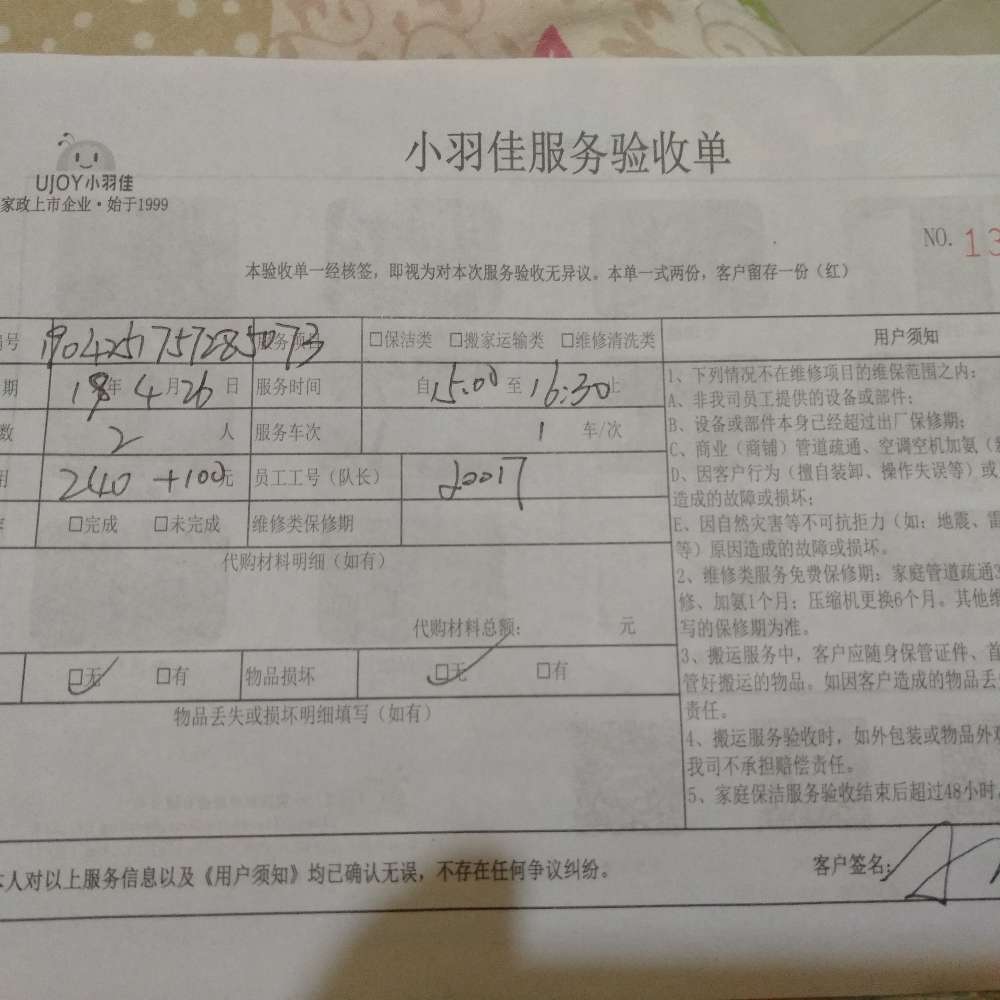 小羽佳服务验收单
UJOY小羽佳
家政上市企业·始于1999
NO. 13
本验收单一经核签，即视为对本次服务验收无异议。本单一式两份，客户留存一份（红）
号 1904251757285073 服务项目 □保洁类 □搬家运输类 □维修清洗类
期 19年 4月26日 服务时间 自15:00至16:30止
数 2 人 服务车次 1 车/次
用 240 +100元 员工工号（队长） 20017
□完成 □未完成 维修类保修期
代购材料明细（如有）
代购材料总额： 元
□无 □有 物品损坏 □无 □有
物品丢失或损坏明细填写（如有）
用户须知
1、下列情况不在维修项目的维保范围之内：
A、非我司员工提供的设备或部件；
B、设备或部件本身已经超过出厂保修期；
C、商业（商铺）管道疏通、空调空机加氨（
D、因客户行为（擅自装卸、操作失误等）或
造成的故障或损坏；
E、因自然灾害等不可抗拒力（如：地震、雷
等）原因造成的故障或损坏。
2、维修类服务免费保修期：家庭管道疏通3
修、加氨1个月；压缩机更换6个月。其他维
写的保修期为准。
3、搬运服务中，客户应随身保管证件、首
管好搬运的物品。如因客户造成的物品丢失
责任。
4、搬运服务验收时，如外包装或物品外观
我司不承担赔偿责任。
5、家庭保洁服务验收结束后超过48小时，
本人对以上服务信息以及《用户须知》均已确认无误，不存在任何争议纠纷。
客户签名：